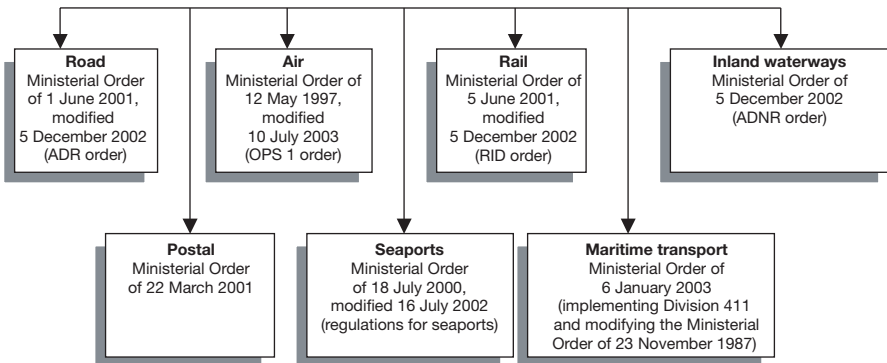 Road
Ministerial Order
of 1 June 2001,
modified
5 December 2002
(ADR order)
Air
Ministerial Order of
12 May 1997,
modified
10 July 2003
(OPS 1 order)
Rail
Ministerial Order of
5 June 2001,
modified
5 December 2002
(RID order)
Inland waterways
Ministerial Order of
5 December 2002
(ADNR order)
Postal
Ministerial Order
of 22 March 2001
Seaports
Ministerial Order
of 18 July 2000,
modified 16 July 2002
(regulations for seaports)
Maritime transport
Ministerial Order of
6 January 2003
(implementing Division 411
and modifying the Ministerial
Order of 23 November 1987)